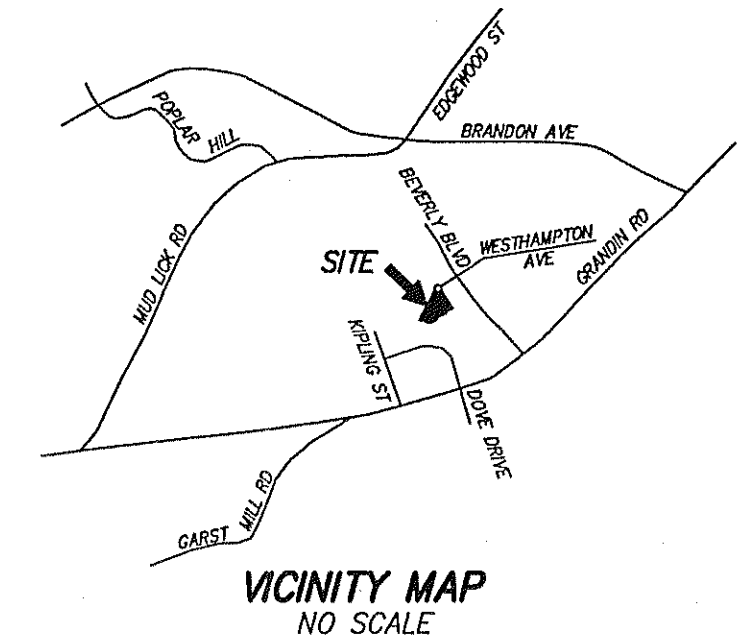 EDGEWOOD ST
POPLAR
HILL
BRANDON AVE
BEVERLY BLVD
WESTHAMPTON
AVE
GRANDIN RD
MUD LICK RD
SITE
KIPLING ST
DOVE DRIVE
GARST
MILL RD
VICINITY MAP
NO SCALE